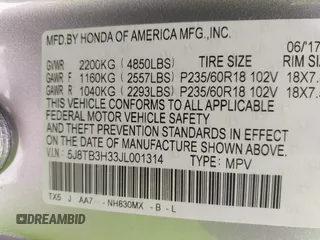 MFD.BY HONDA OF AMERICA MFG.,INC.
06/17
GVWR 2200KG (4850LBS) TIRE SIZE RIM SIZ
GAWR F 1160KG (2557LBS) P235/60R18 102V 18X7.
GAWR R 1040KG (2293LBS) P235/60R18 102V 18X7.
THIS VEHICLE CONFORMS TO ALL APPLICABLE
FEDERAL MOTOR VEHICLE SAFETY AND
THEFT PREVENTION STANDARDS IN EFFECT ON THE
DATE OF MANUFACTURE SHOWN ABOVE.
V.I.N: 5J8TB3H33JL001314 TYPE: MPV
TX5 J AA7 NH830MX -B -L
DREAMBID
DREAMBID